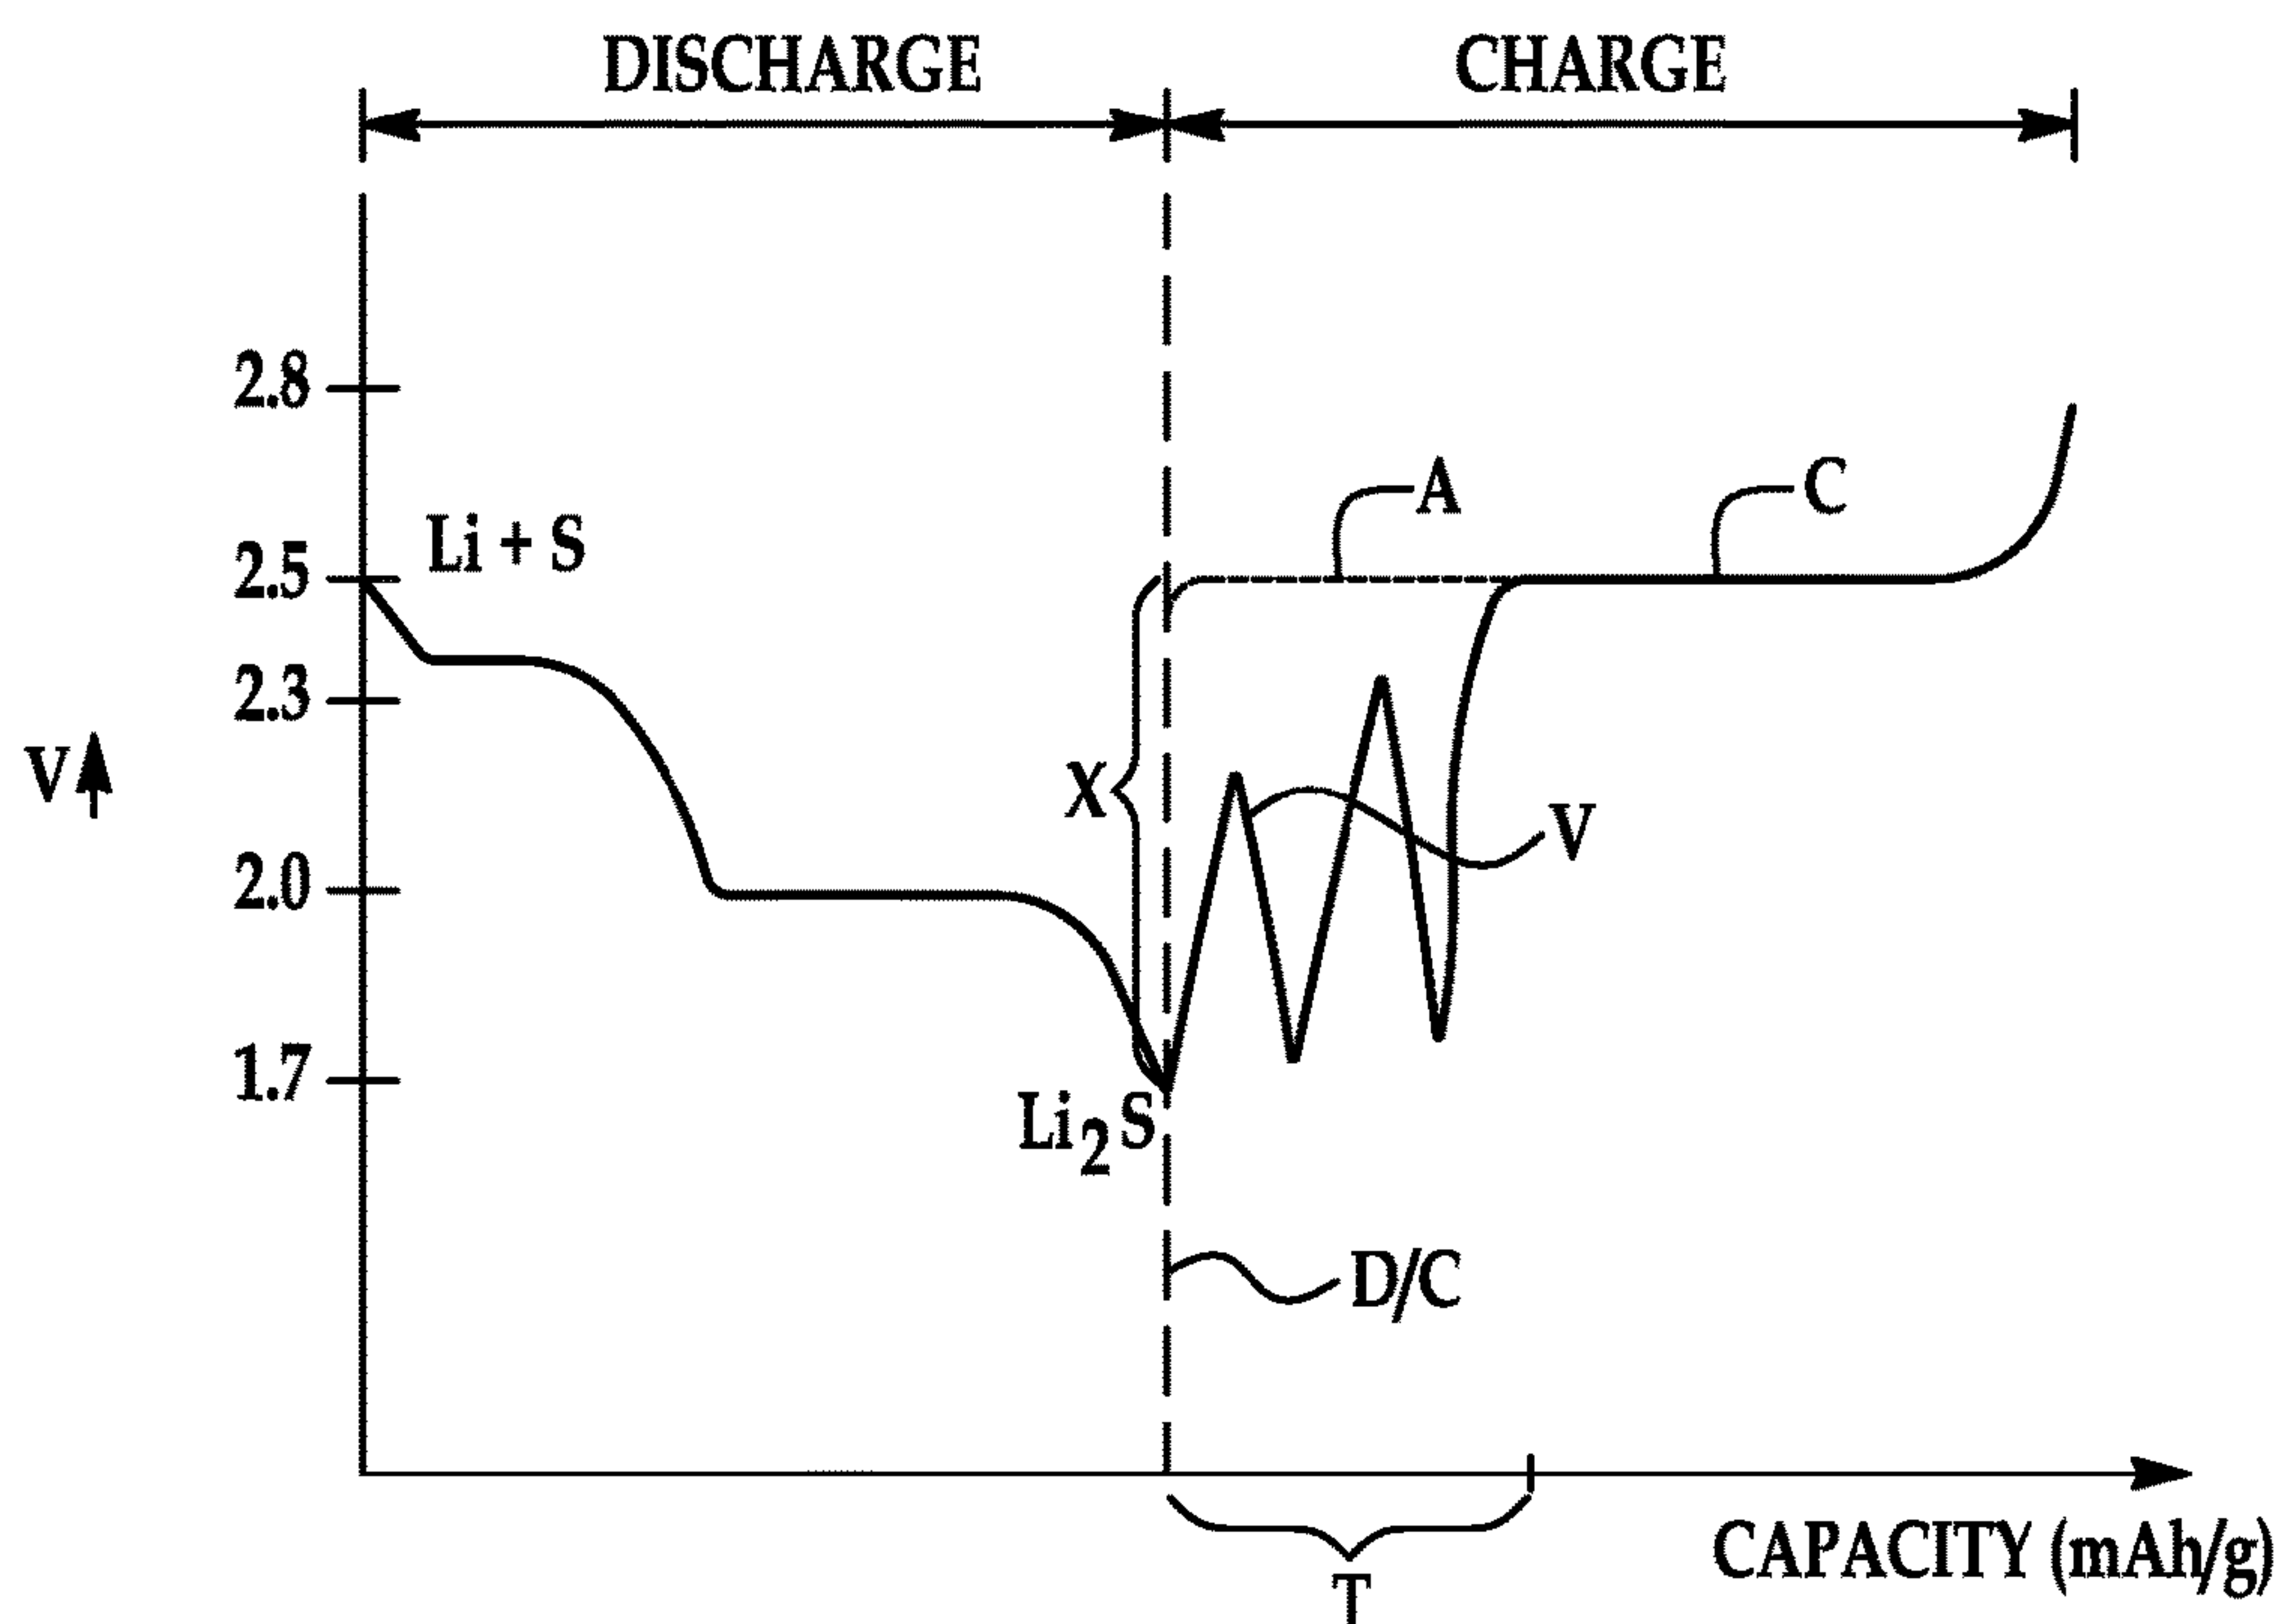 DISCHARGE CHARGE
2.8
A C
Li + S
2.5
2.3
V X V
2.0
1.7
Li2S
D/C
CAPACITY (mAh/g)
T